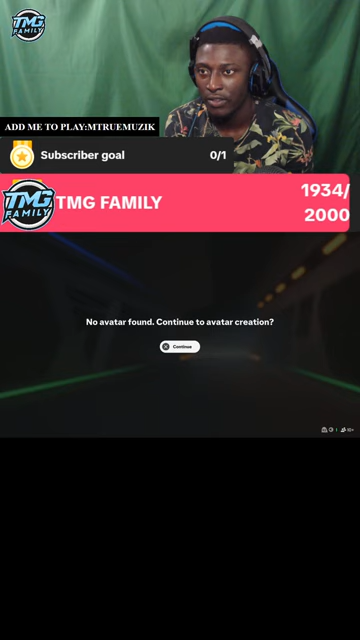 TMG
FAMILY
ADD ME TO PLAY:MTRUEMUZIK
Subscriber goal
0/1
TMG
FAMILY
TMG FAMILY
1934/
2000
No avatar found. Continue to avatar creation?
Continue